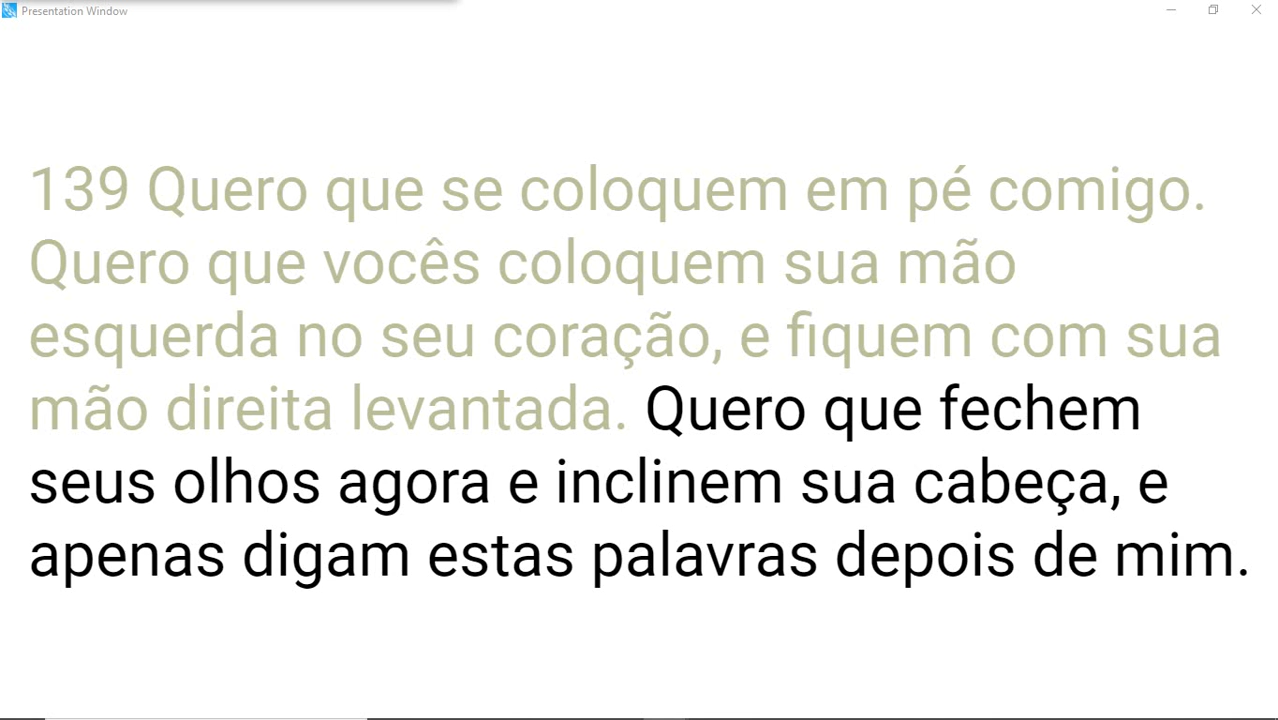 Presentation Window
139 Quero que se coloquem em pé comigo.
Quero que vocês coloquem sua mão
esquerda no seu coração, e fiquem com sua
mão direita levantada. Quero que fechem
seus olhos agora e inclinem sua cabeça, e
apenas digam estas palavras depois de mim.